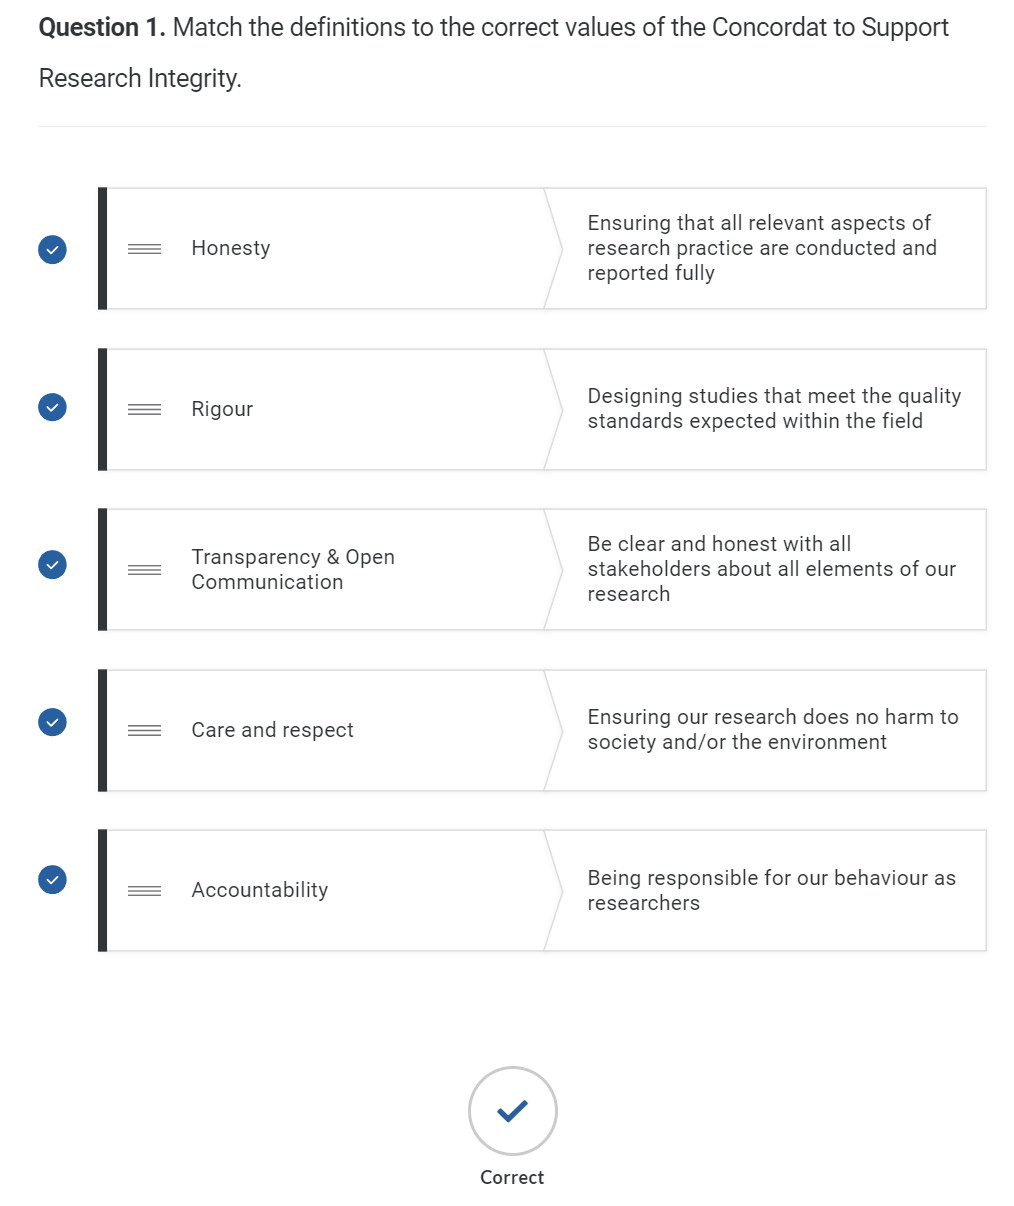 Question 1. Match the definitions to the correct values of the Concordat to Support
Research Integrity.
Honesty
Ensuring that all relevant aspects of
research practice are conducted and
reported fully
Rigour
Designing studies that meet the quality
standards expected within the field
Transparency & Open
Communication
Be clear and honest with all
stakeholders about all elements of our
research
Care and respect
Ensuring our research does no harm to
society and/or the environment
Accountability
Being responsible for our behaviour as
researchers
Correct